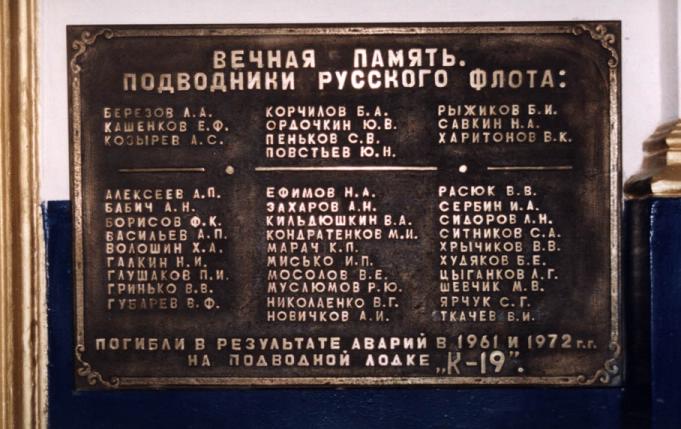 ВЕЧНАЯ ПАМЯТЬ.
ПОДВОДНИКИ РУССКОГО ФЛОТА:
БЕРЕЗОВ А.А.
КАШЕНКОВ Е.Ф.
КОЗЫРЕВ А.С.
КОРЧИЛОВ Б.А.
ОРДОЧКИН Ю.В.
ПЕНЬКОВ С.В.
ПОВСТЬЕВ Ю.Н.
РЫЖИКОВ Б.И.
САВКИН Н.А.
ХАРИТОНОВ В.К.
АЛЕКСЕЕВ А.П.
БАБИЧ А.Н.
БОРИСОВ Ф.К.
ВАСИЛЬЕВ А.П.
ВОЛОШИН Х.А.
ГАЛКИН Н.И.
ГЛУШАКОВ П.И.
ГРИНЬКО В.В.
ГУБАРЕВ В.Ф.
ЕФИМОВ Н.А.
ЗАХАРОВ А.Н.
КИЛЬДЮШКИН В.А.
КОНДРАТЕНКОВ М.И.
МАРАЧ К.П.
МИСЬКО И.П.
МОСОЛОВ В.Е.
МУСЛЮМОВ Р.Ю.
НИКОЛАЕНКО В.Г.
НОВИЧКОВ А.И.
РАСЮК В.В.
СЕРБИН И.А.
СИДОРОВ Л.Н.
СИТНИКОВ С.А.
ХРЫЧИКОВ В.В.
ХУДЯКОВ Б.Е.
ЦЫГАНКОВ Л.Г.
ШЕВЧИК М.В.
ЯРЧУК С.Г.
ТКАЧЕВ В.И.
ПОГИБЛИ В РЕЗУЛЬТАТЕ АВАРИЙ В 1961 И 1972 г.г.
НА ПОДВОДНОЙ ЛОДКЕ „К-19”.